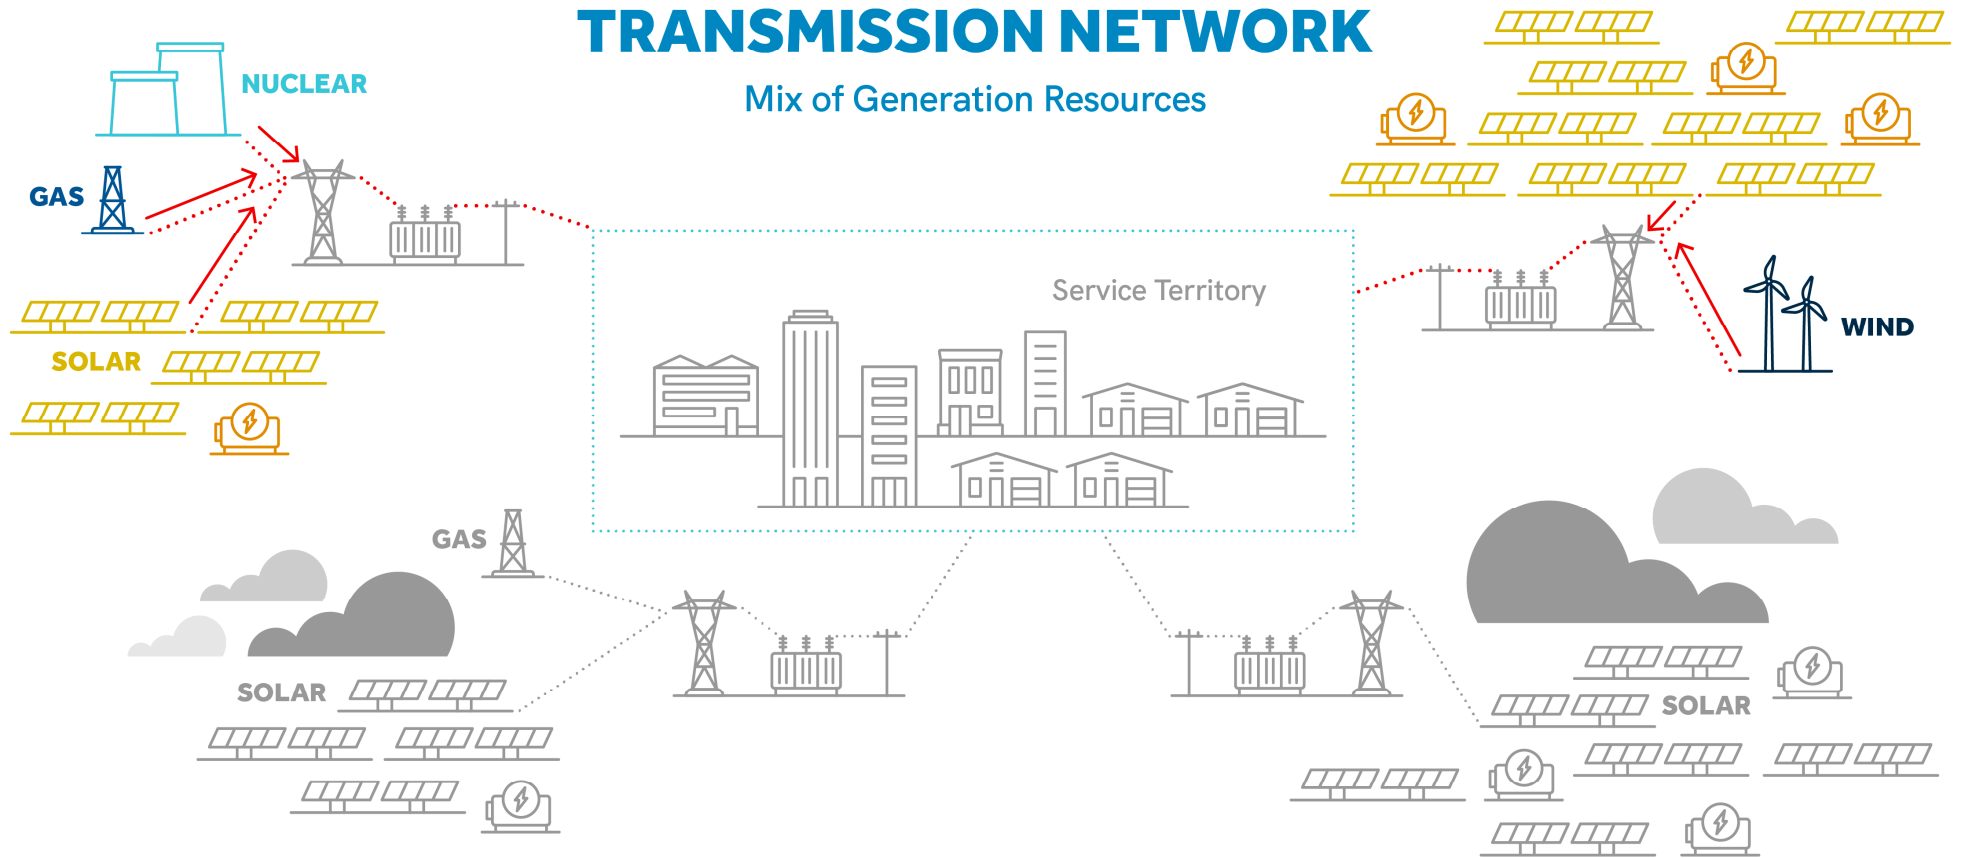 TRANSMISSION NETWORK
Mix of Generation Resources
NUCLEAR
GAS
SOLAR
Service Territory
WIND
GAS
SOLAR
SOLAR